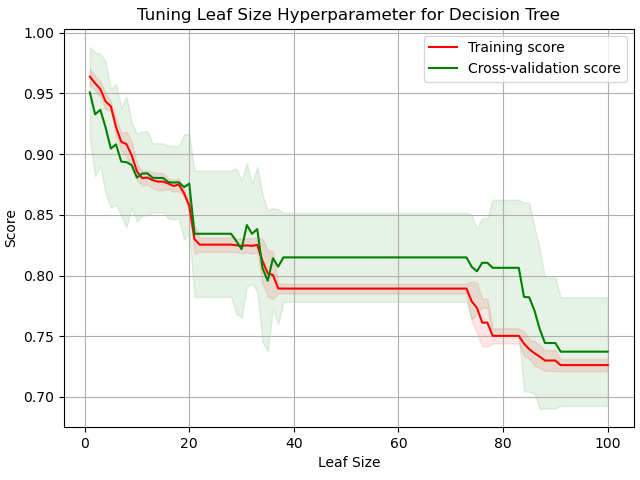 Tuning Leaf Size Hyperparameter for Decision Tree
Training score
Cross-validation score
1.00
0.95
0.90
0.85
0.80
0.75
0.70
Score
0
20
40
60
80
100
Leaf Size